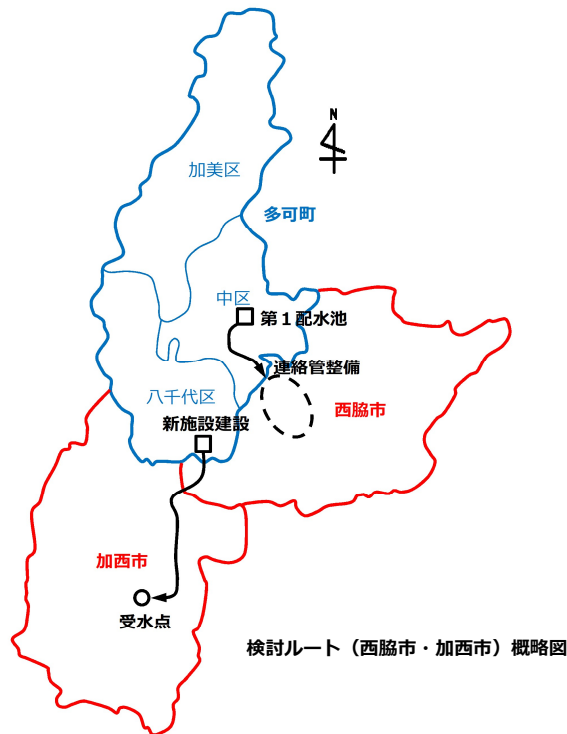 N
加美区
多可町
中区
第１配水池
連絡管整備
八千代区
西脇市
新施設建設
加西市
受水点
検討ルート（西脇市・加西市）概略図